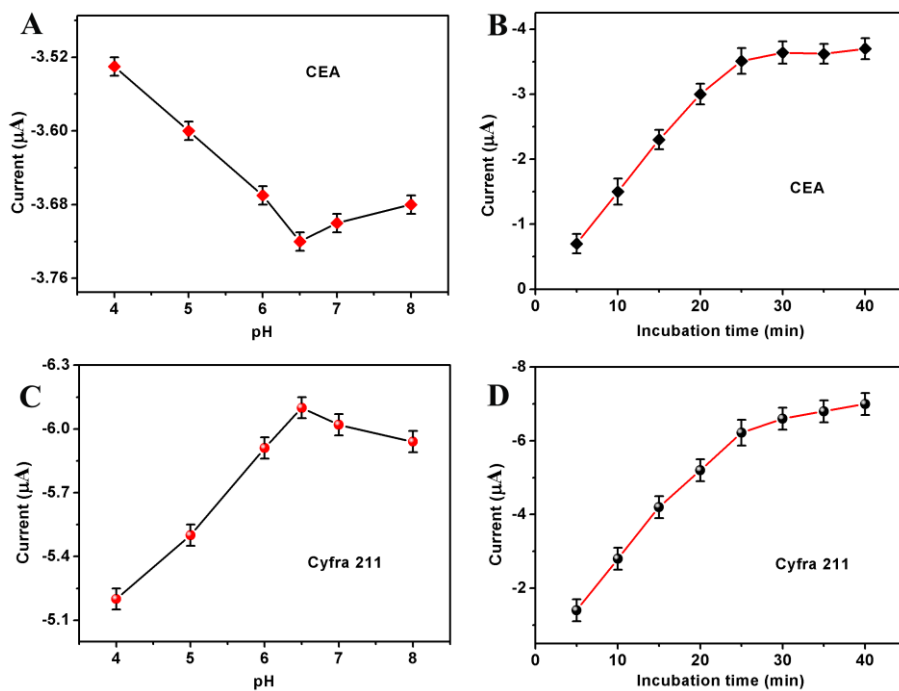 A
CEA
Current (μA)
-3.52
-3.60
-3.68
-3.76
4 5 6 7 8
pH
B
CEA
Current (μA)
-4
-3
-2
-1
0
0 10 20 30 40
Incubation time (min)
C
Cyfra 211
Current (μA)
-6.3
-6.0
-5.7
-5.4
-5.1
4 5 6 7 8
pH
D
Cyfra 211
Current (μA)
-8
-6
-4
-2
0 10 20 30 40
Incubation time (min)